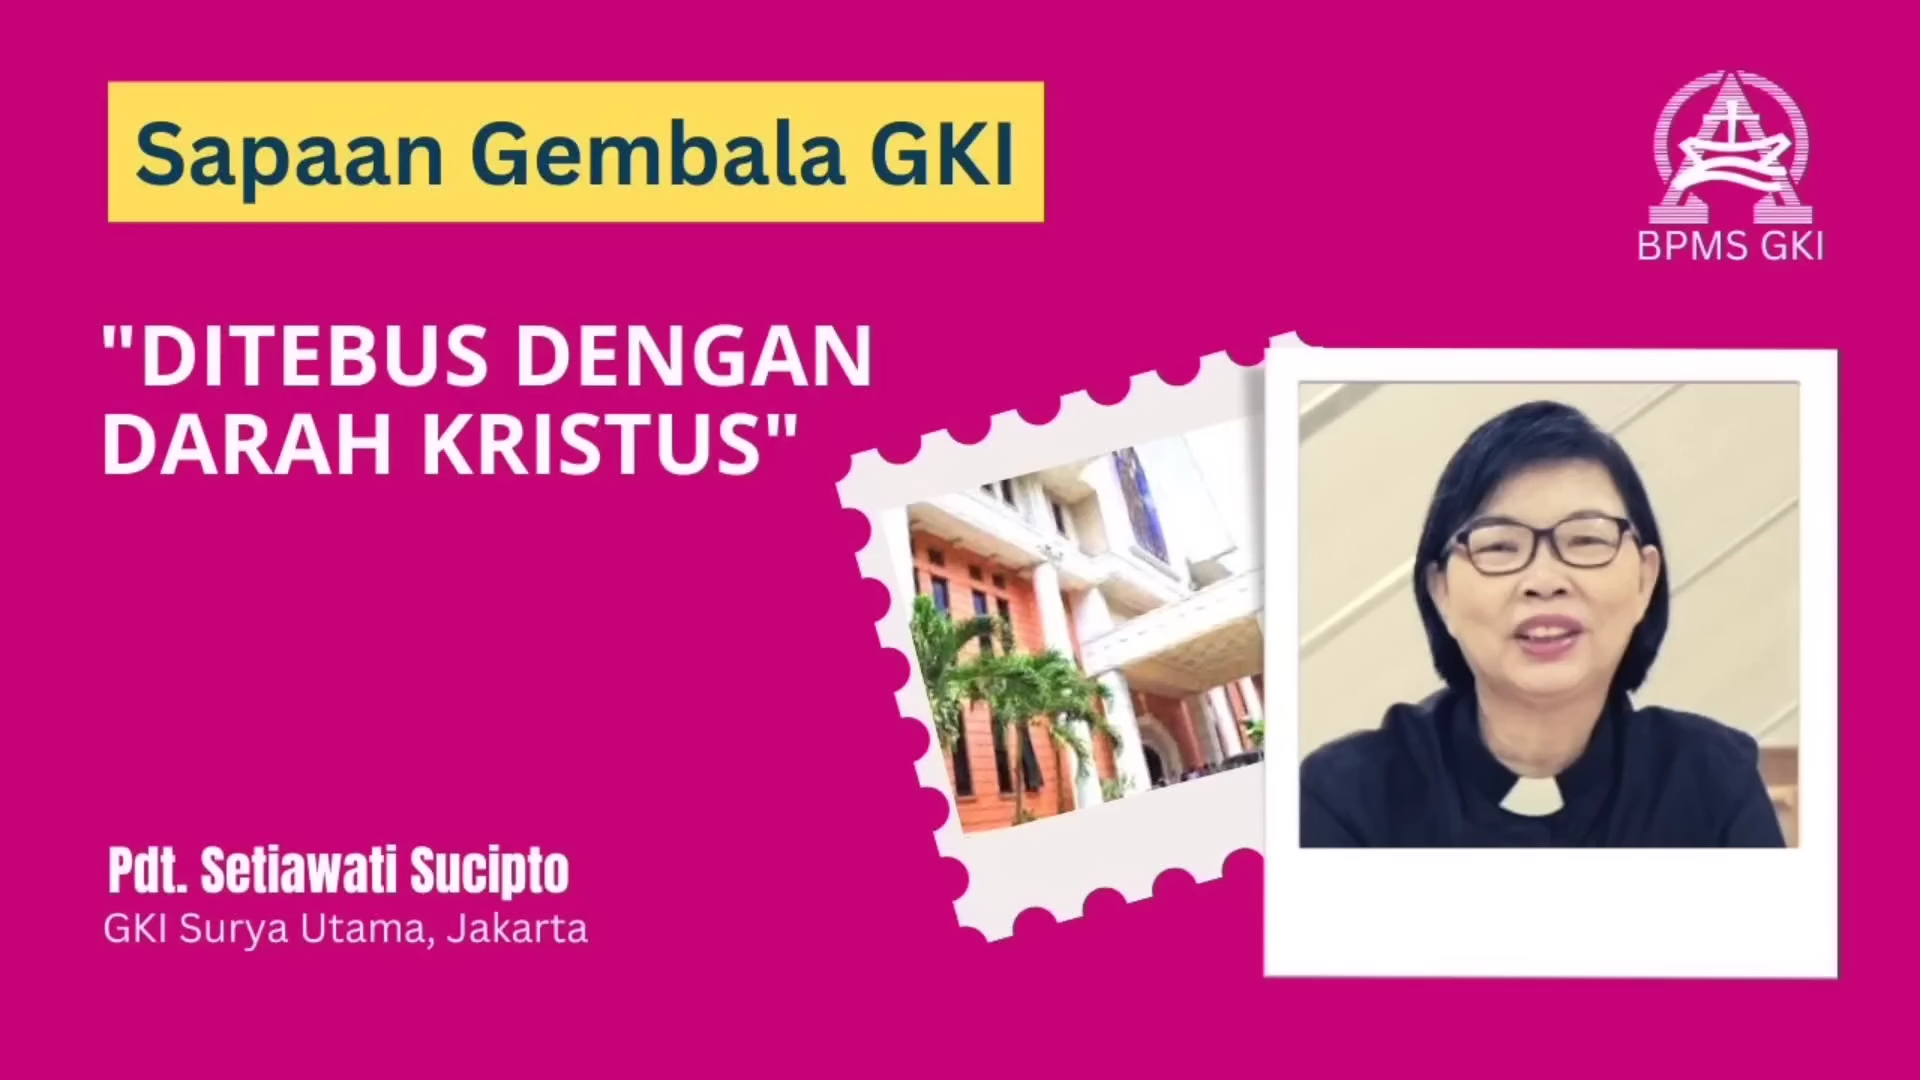 Sapaan Gembala GKI
BPMS GKI
"DITEBUS DENGAN
DARAH KRISTUS"
Pdt. Setiawati Sucipto
GKI Surya Utama, Jakarta